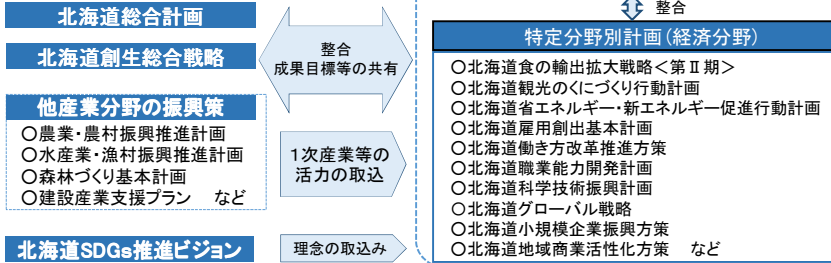 北海道総合計画
北海道創生総合戦略
他産業分野の振興策
○農業・農村振興推進計画
○水産業・漁村振興推進計画
○森林づくり基本計画
○建設産業支援プラン　など
北海道SDGs推進ビジョン
整合
成果目標等の共有
1次産業等の
活力の取込
理念の取込み
整合
特定分野別計画(経済分野)
○北海道食の輸出拡大戦略＜第Ⅱ期＞
○北海道観光のくにづくり行動計画
○北海道省エネルギー・新エネルギー促進行動計画
○北海道雇用創出基本計画
○北海道働き方改革推進方策
○北海道職業能力開発計画
○北海道科学技術振興計画
○北海道グローバル戦略
○北海道小規模企業振興方策
○北海道地域商業活性化方策　など